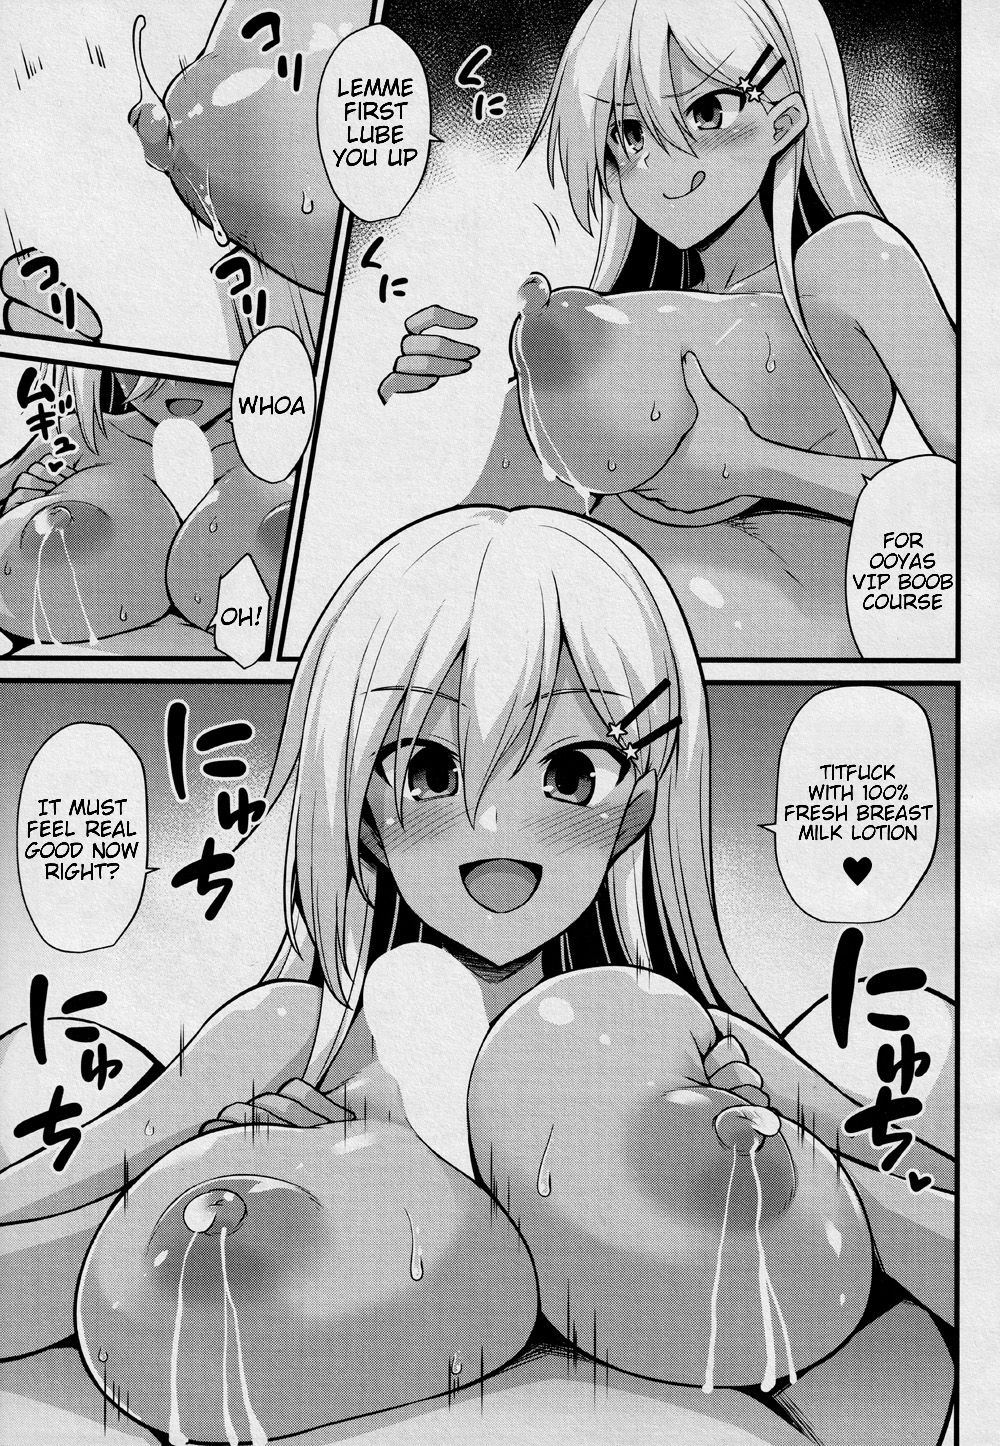 LEMME
FIRST
LUBE
YOU UP
くに
くに
コリ
コリ
コリ
コリ
FOR
OOYAS
VIP BOOB
COURSE
WHOA
ムギュ
OH!
TITFUCK
WITH 100%
FRESH BREAST
MILK LOTION
♥
IT MUST
FEEL REAL
GOOD NOW
RIGHT?
にゅち
にゅち
にゅち